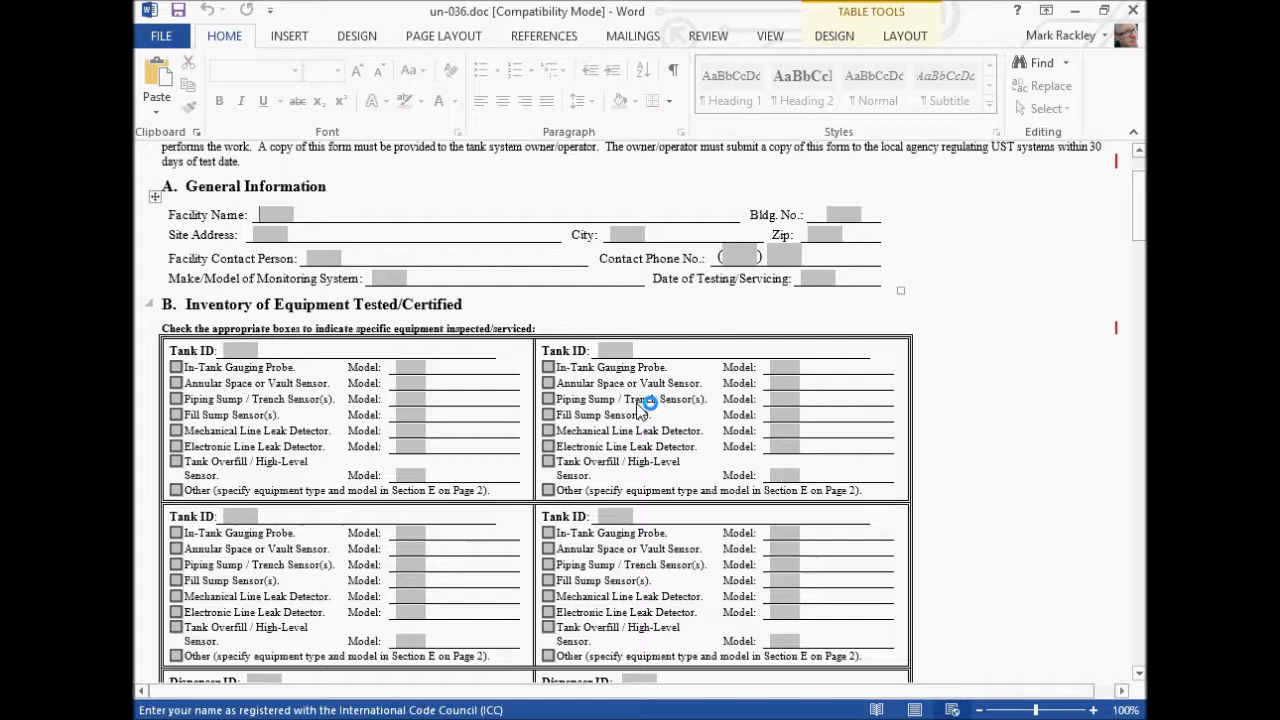 un-036.doc [Compatibility Mode] - Word
TABLE TOOLS
?
FILE HOME INSERT DESIGN PAGE LAYOUT REFERENCES MAILINGS REVIEW VIEW DESIGN LAYOUT Mark Rackley
Paste
B I U abc x₂ x² A A
Aa
AaBbCcDc AaBbCcI AaBbCcDc AaBbCcDc
¶ Heading 1 ¶ Heading 2 ¶ Normal ¶ Subtitle
Find
Replace
Select
Clipboard Font Paragraph Styles Editing
performs the work. A copy of this form must be provided to the tank system owner/operator. The owner/operator must submit a copy of this form to the local agency regulating UST systems within 30
days of test date.
A. General Information
Facility Name: Bldg. No.:
Site Address: City: Zip:
Facility Contact Person: Contact Phone No.: ( )
Make/Model of Monitoring System: Date of Testing/Servicing:
B. Inventory of Equipment Tested/Certified
Check the appropriate boxes to indicate specific equipment inspected/serviced:
Tank ID: Tank ID:
In-Tank Gauging Probe. Model: In-Tank Gauging Probe. Model:
Annular Space or Vault Sensor. Model: Annular Space or Vault Sensor. Model:
Piping Sump / Trench Sensor(s). Model: Piping Sump / Trench Sensor(s). Model:
Fill Sump Sensor(s). Model: Fill Sump Sensor(s). Model:
Mechanical Line Leak Detector. Model: Mechanical Line Leak Detector. Model:
Electronic Line Leak Detector. Model: Electronic Line Leak Detector. Model:
Tank Overfill / High-Level Tank Overfill / High-Level
Sensor. Model: Sensor. Model:
Other (specify equipment type and model in Section E on Page 2). Other (specify equipment type and model in Section E on Page 2).
Tank ID: Tank ID:
In-Tank Gauging Probe. Model: In-Tank Gauging Probe. Model:
Annular Space or Vault Sensor. Model: Annular Space or Vault Sensor. Model:
Piping Sump / Trench Sensor(s). Model: Piping Sump / Trench Sensor(s). Model:
Fill Sump Sensor(s). Model: Fill Sump Sensor(s). Model:
Mechanical Line Leak Detector. Model: Mechanical Line Leak Detector. Model:
Electronic Line Leak Detector. Model: Electronic Line Leak Detector. Model:
Tank Overfill / High-Level Tank Overfill / High-Level
Sensor. Model: Sensor. Model:
Other (specify equipment type and model in Section E on Page 2). Other (specify equipment type and model in Section E on Page 2).
Dispenser ID: Dispenser ID:
Enter your name as registered with the International Code Council (ICC) 100%